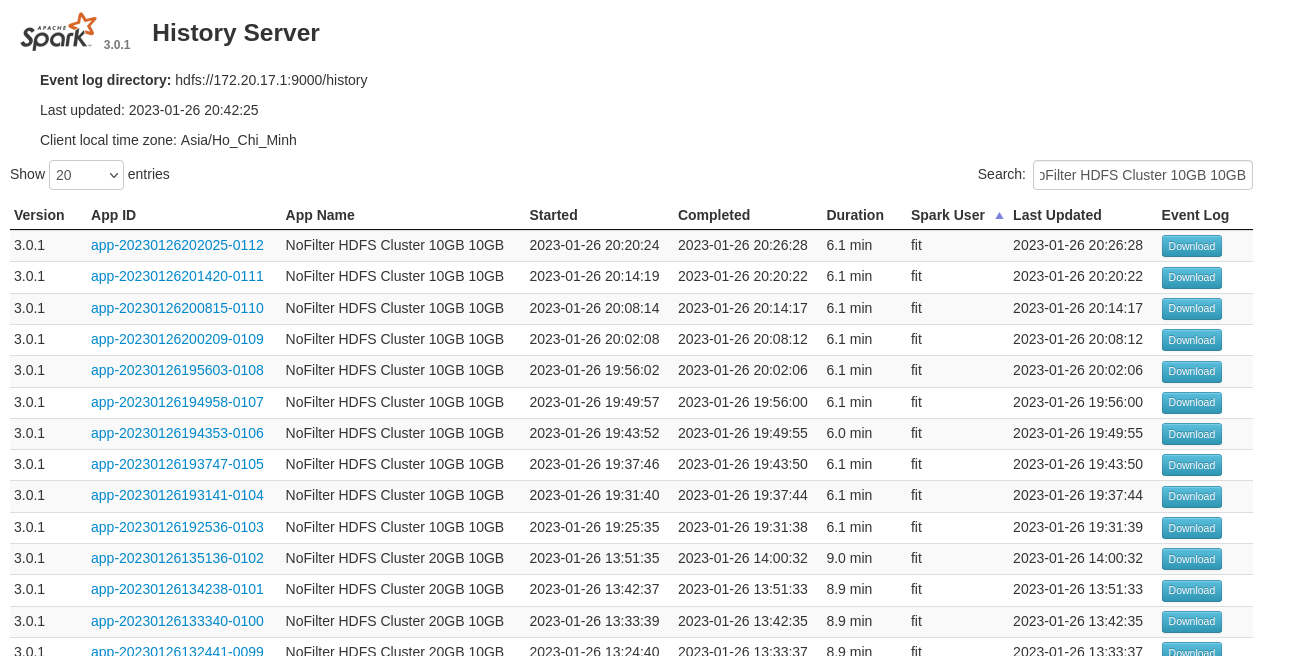 APACHE
Spark 3.0.1 History Server
Event log directory: hdfs://172.20.17.1:9000/history
Last updated: 2023-01-26 20:42:25
Client local time zone: Asia/Ho_Chi_Minh
Show 20 entries Search: oFilter HDFS Cluster 10GB 10GB
Version App ID App Name Started Completed Duration Spark User Last Updated Event Log
3.0.1 app-20230126202025-0112 NoFilter HDFS Cluster 10GB 10GB 2023-01-26 20:20:24 2023-01-26 20:26:28 6.1 min fit 2023-01-26 20:26:28 Download
3.0.1 app-20230126201420-0111 NoFilter HDFS Cluster 10GB 10GB 2023-01-26 20:14:19 2023-01-26 20:20:22 6.1 min fit 2023-01-26 20:20:22 Download
3.0.1 app-20230126200815-0110 NoFilter HDFS Cluster 10GB 10GB 2023-01-26 20:08:14 2023-01-26 20:14:17 6.1 min fit 2023-01-26 20:14:17 Download
3.0.1 app-20230126200209-0109 NoFilter HDFS Cluster 10GB 10GB 2023-01-26 20:02:08 2023-01-26 20:08:12 6.1 min fit 2023-01-26 20:08:12 Download
3.0.1 app-20230126195603-0108 NoFilter HDFS Cluster 10GB 10GB 2023-01-26 19:56:02 2023-01-26 20:02:06 6.1 min fit 2023-01-26 20:02:06 Download
3.0.1 app-20230126194958-0107 NoFilter HDFS Cluster 10GB 10GB 2023-01-26 19:49:57 2023-01-26 19:56:00 6.1 min fit 2023-01-26 19:56:00 Download
3.0.1 app-20230126194353-0106 NoFilter HDFS Cluster 10GB 10GB 2023-01-26 19:43:52 2023-01-26 19:49:55 6.0 min fit 2023-01-26 19:49:55 Download
3.0.1 app-20230126193747-0105 NoFilter HDFS Cluster 10GB 10GB 2023-01-26 19:37:46 2023-01-26 19:43:50 6.1 min fit 2023-01-26 19:43:50 Download
3.0.1 app-20230126193141-0104 NoFilter HDFS Cluster 10GB 10GB 2023-01-26 19:31:40 2023-01-26 19:37:44 6.1 min fit 2023-01-26 19:37:44 Download
3.0.1 app-20230126192536-0103 NoFilter HDFS Cluster 10GB 10GB 2023-01-26 19:25:35 2023-01-26 19:31:38 6.1 min fit 2023-01-26 19:31:39 Download
3.0.1 app-20230126135136-0102 NoFilter HDFS Cluster 20GB 10GB 2023-01-26 13:51:35 2023-01-26 14:00:32 9.0 min fit 2023-01-26 14:00:32 Download
3.0.1 app-20230126134238-0101 NoFilter HDFS Cluster 20GB 10GB 2023-01-26 13:42:37 2023-01-26 13:51:33 8.9 min fit 2023-01-26 13:51:33 Download
3.0.1 app-20230126133340-0100 NoFilter HDFS Cluster 20GB 10GB 2023-01-26 13:33:39 2023-01-26 13:42:35 8.9 min fit 2023-01-26 13:42:35 Download
3.0.1 app-20230126132441-0099 NoFilter HDFS Cluster 20GB 10GB 2023-01-26 13:24:40 2023-01-26 13:33:37 8.9 min fit 2023-01-26 13:33:37 Download